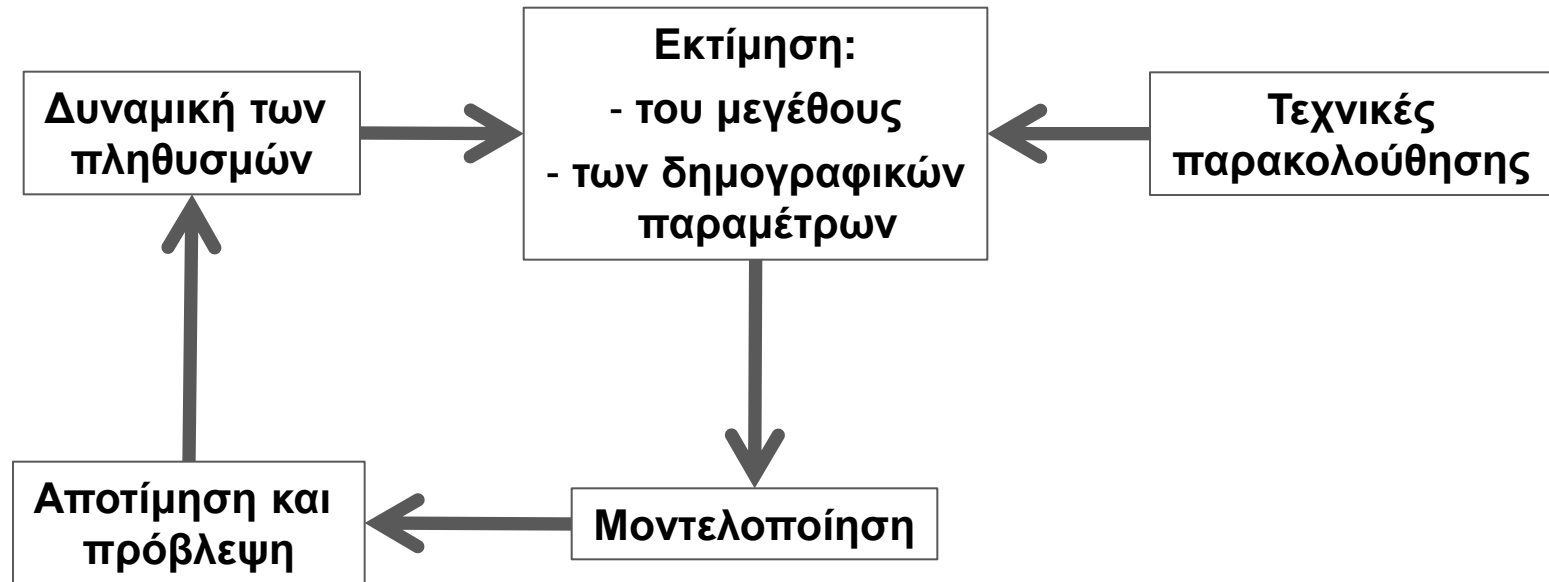 Δυναμική των
πληθυσμών
Εκτίμηση:
- του μεγέθους
- των δημογραφικών
παραμέτρων
Τεχνικές
παρακολούθησης
Αποτίμηση και
πρόβλεψη
Μοντελοποίηση